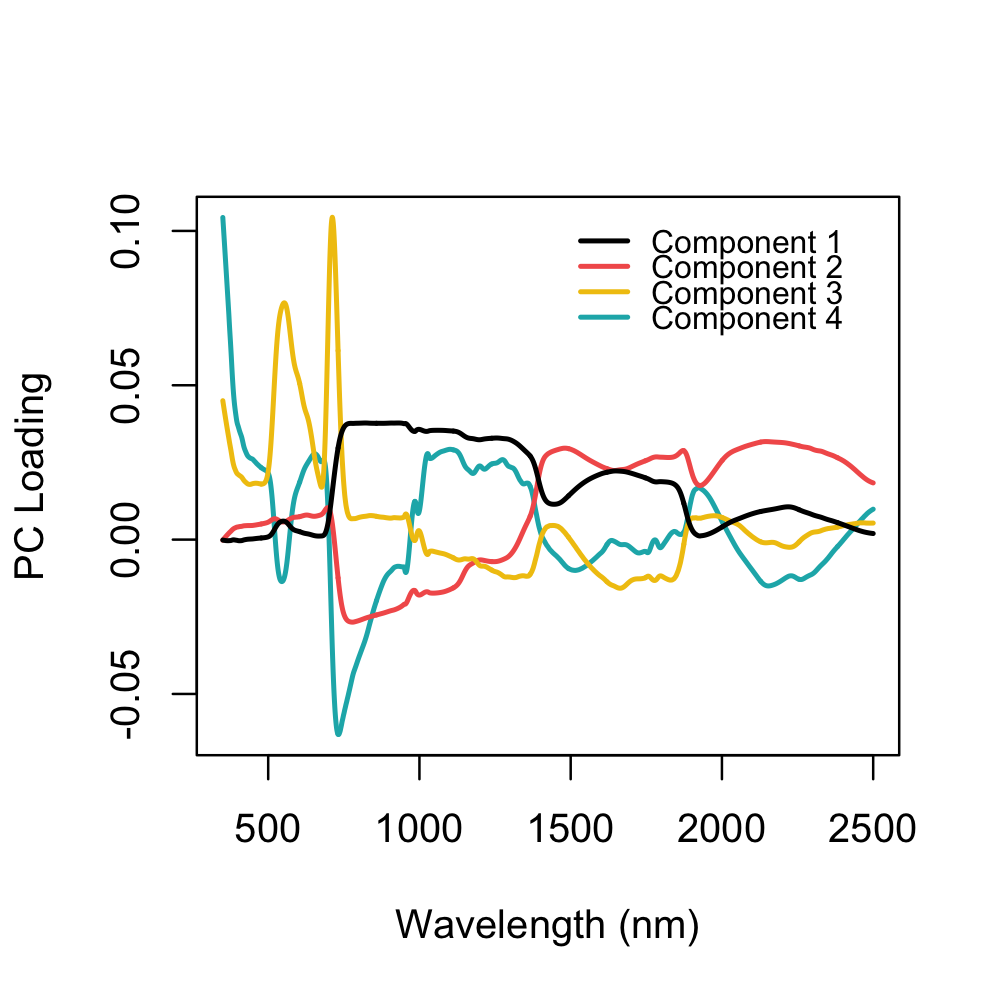 Component 1
Component 2
Component 3
Component 4
0.10
0.05
0.00
-0.05
PC Loading
500 1000 1500 2000 2500
Wavelength (nm)